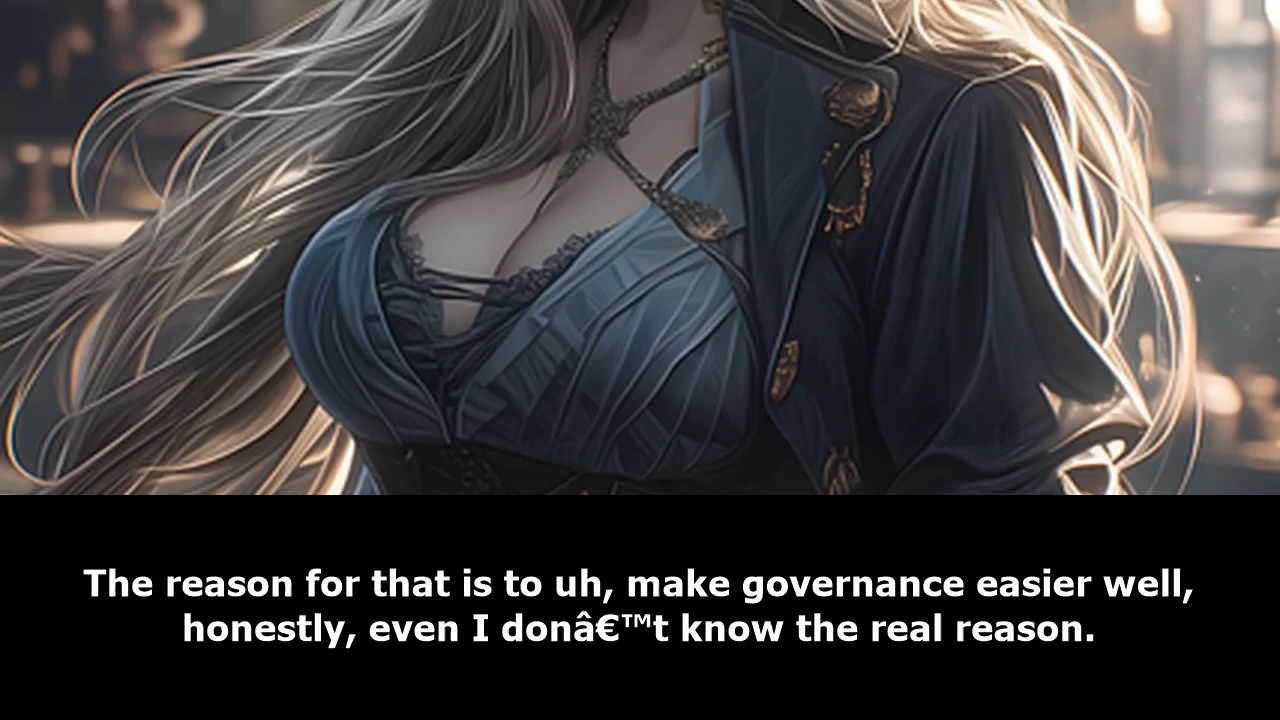 The reason for that is to uh, make governance easier well,
honestly, even I donâ€™t know the real reason.